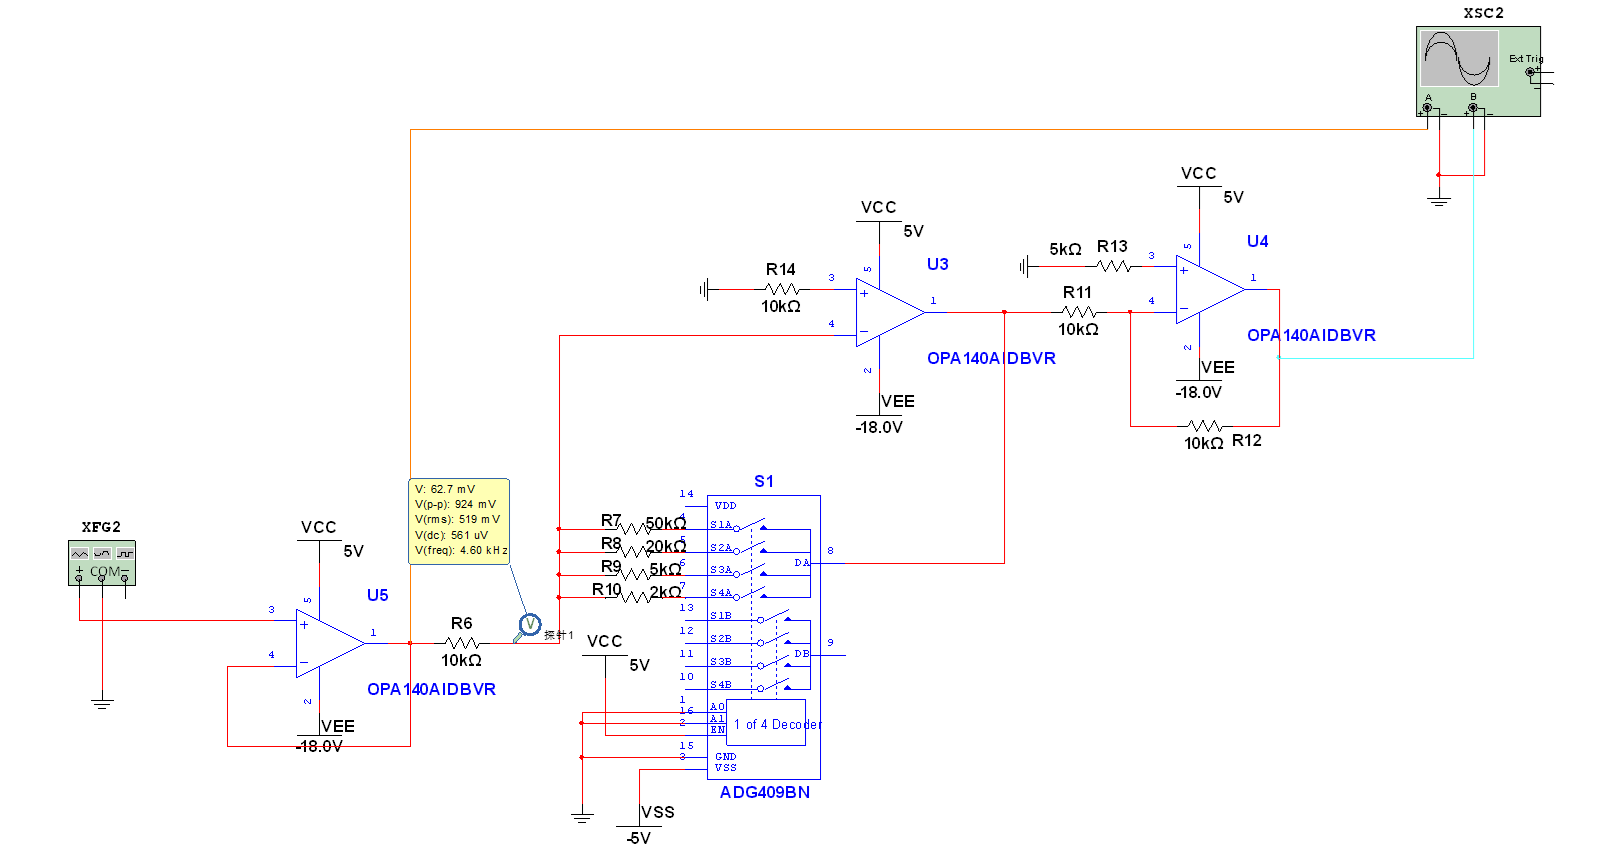 XSC2
Ext Trig
A
B
VCC
5V
U4
5kΩ
R13
3
5
1
R11
10kΩ
4
2
OPA140AIDBVR
VEE
-18.0V
10kΩ
R12
VCC
5V
U3
R14
10kΩ
3
5
1
4
2
OPA140AIDBVR
VEE
-18.0V
V: 62.7 mV
V(p-p): 924 mV
V(rms): 519 mV
V(dc): 561 uV
V(freq): 4.60 kHz
V
探针1
XFG2
COM
VCC
5V
U5
3
5
1
4
2
OPA140AIDBVR
VEE
-18.0V
R6
10kΩ
S1
14
VDD
R7
50kΩ
4
S1A
R8
20kΩ
5
S2A
R9
5kΩ
6
S3A
R10
2kΩ
7
S4A
DA
8
13
S1B
12
S2B
11
S3B
10
S4B
DB
9
VCC
5V
1
A0
16
A1
2
EN
1 of 4 Decoder
15
GND
3
VSS
ADG409BN
VSS
-5V